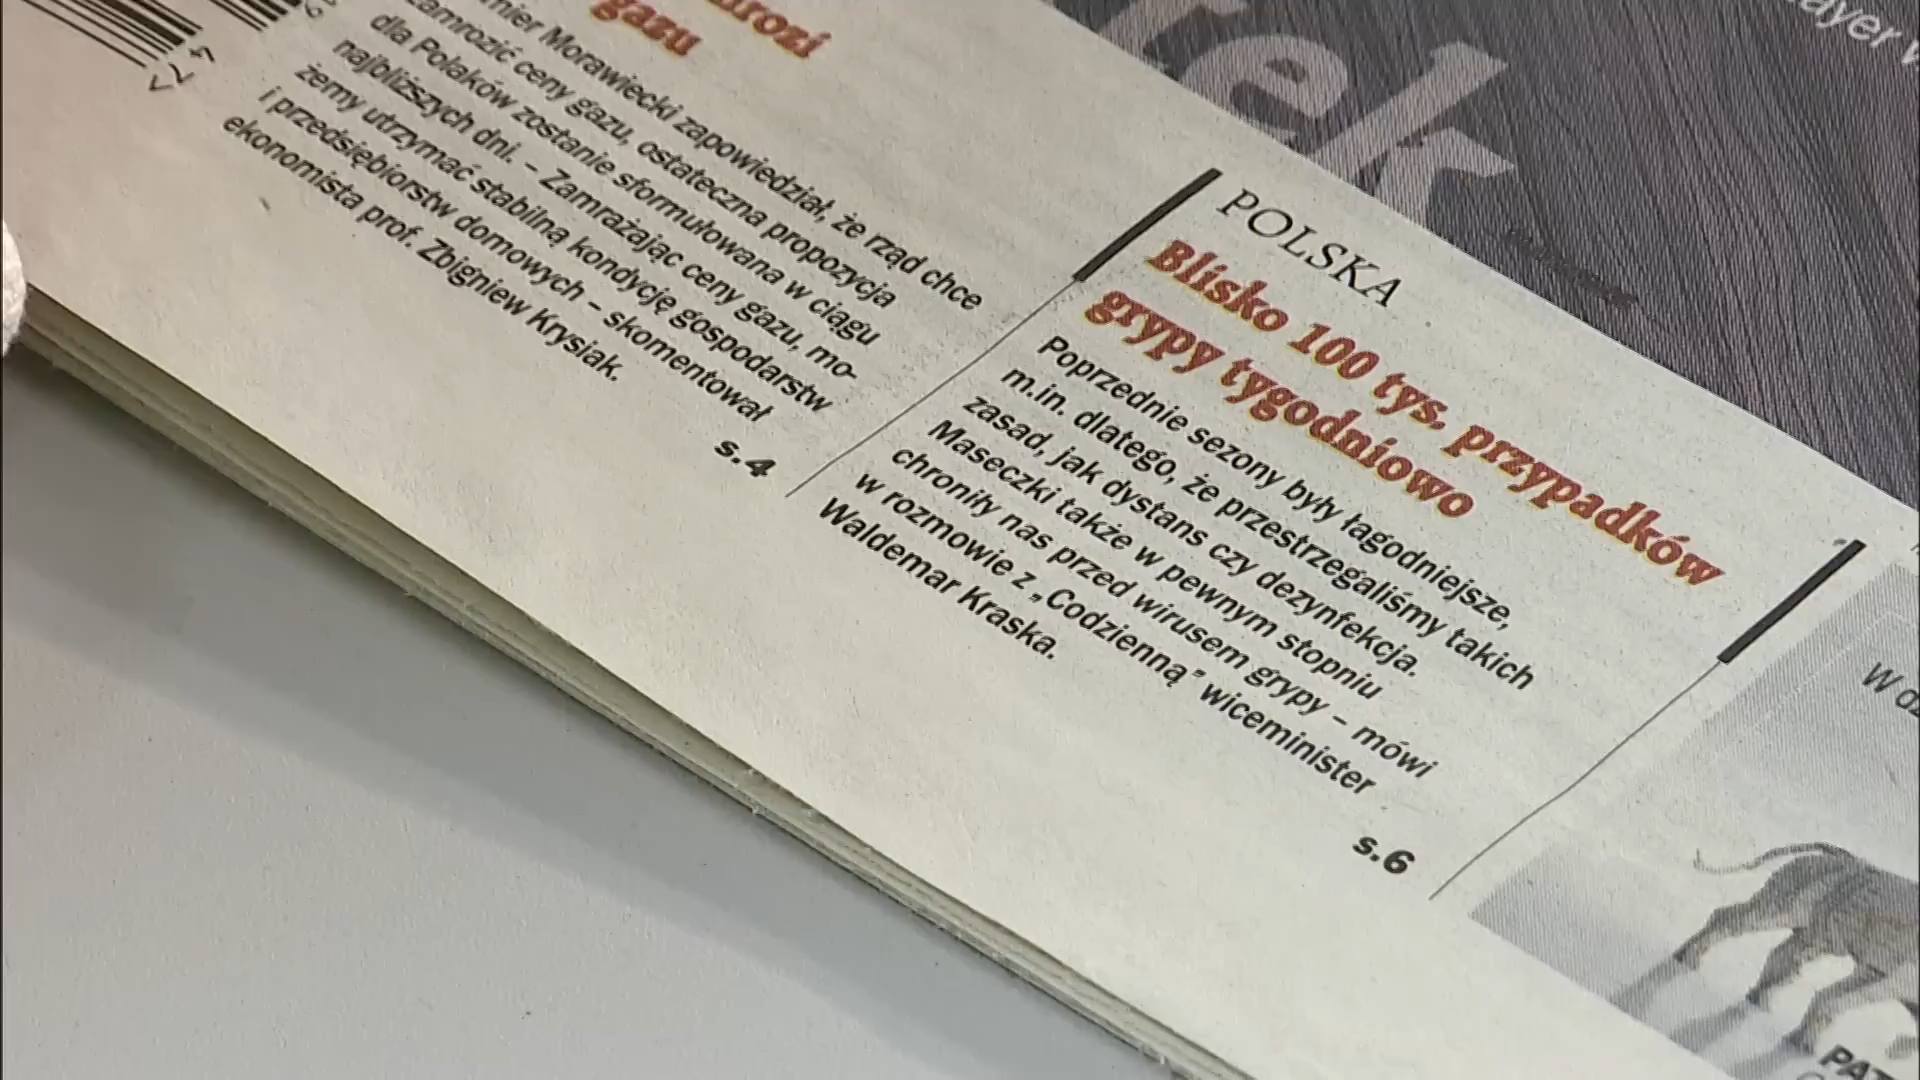 gazu
Morawiecki zapowiedział, że rząd chce
zamrozić ceny gazu, ostateczna propozycja
dla Polaków zostanie sformułowana w ciągu
najbliższych dni. – Zamrażając ceny gazu, mo-
żemy utrzymać stabilną kondycję gospodarstw
i przedsiębiorstw domowych – skomentował
ekonomista prof. Zbigniew Krysiak.
s.4
POLSKA
Blisko 100 tys. przypadków
grypy tygodniowo
Poprzednie sezony były łagodniejsze,
m.in. dlatego, że przestrzegaliśmy takich
zasad, jak dystans czy dezynfekcja.
Maseczki także w pewnym stopniu
chroniły nas przed wirusem grypy – mówi
w rozmowie z „Codzienną” wiceminister
Waldemar Kraska.
s.6